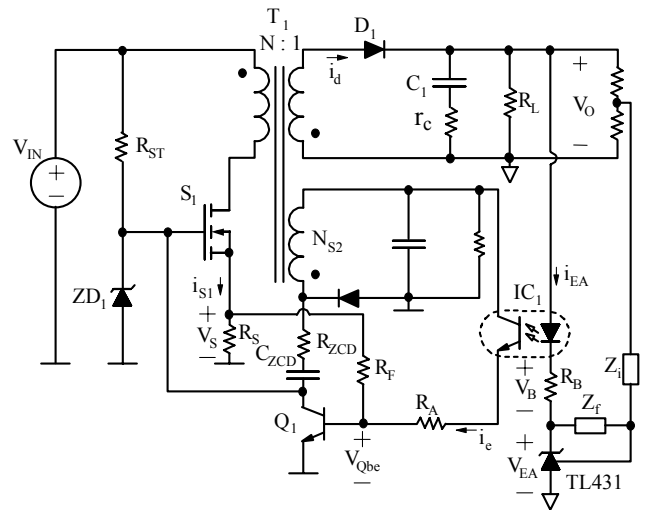 T1
N : 1
D1
id
C1
rc
RL
+
VO
−
VIN
+
−
RST
S1
iS1
NS2
ZD1
+
VS
−
RS
CZCD
RZCD
RF
IC1
iEA
+
VB
−
RB
Zi
Zf
Q1
RA
ie
+
VQbe
−
+
VEA
−
TL431